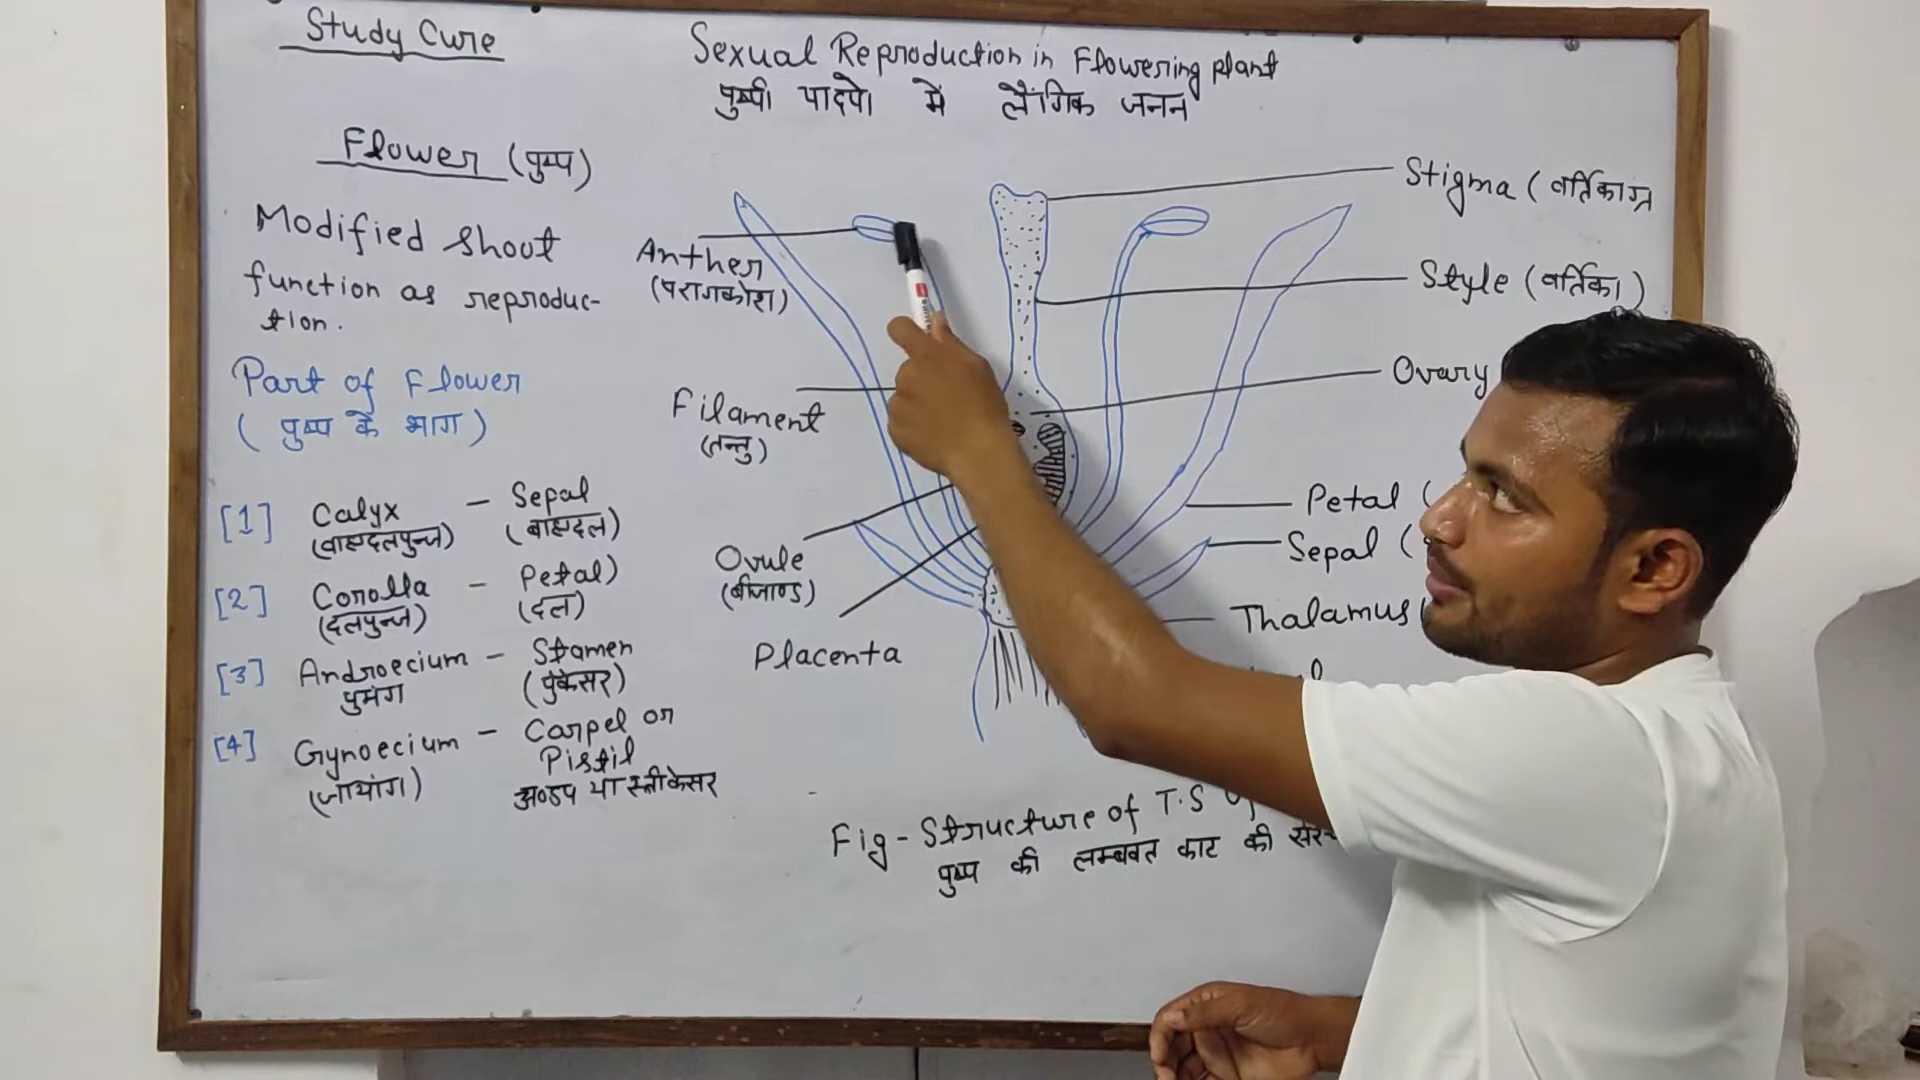 Study Cure
Sexual Reproduction in Flowering plant
पुष्पी पादपो में लैंगिक जनन
Flower (पुष्प)
Modified shoot
function as reproduc-
tion.
Part of Flower
( पुष्प के भाग )
[1] Calyx - Sepal
(बाह्यदलपुन्ज) (बाह्यदल)
[2] Corolla - Petal)
(दलपुन्ज) (दल)
[3] Androecium - Stamen
पुमंग (पुंकेसर)
[4] Gynoecium - Carpel or
Pistil
(जायांग) अण्डप या स्त्रीकेसर
Anther
(परागकोश)
Filament
(तन्तु)
Ovule
(बीजाण्ड)
Placenta
Stigma (वर्तिकाग्र
Style (वर्तिका)
Ovary
Petal (
Sepal (
Thalamus (
Fig - Structure of T.S
पुष्प की लम्बवत काट की